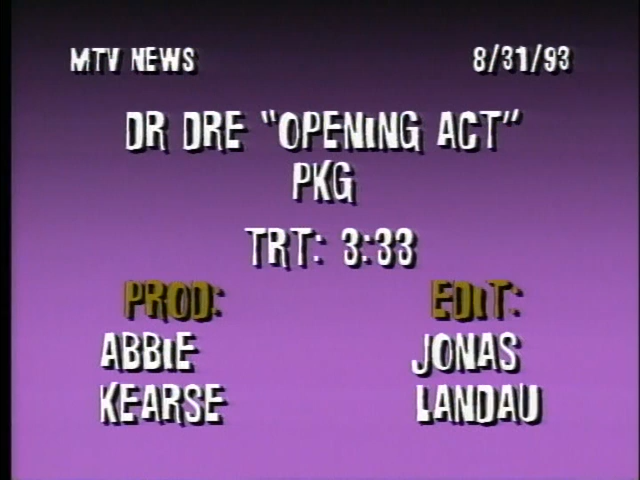 MTV NEWS 8/31/93
DR DRE "OPENING ACT"
PKG
TRT: 3:33
PROD: EDIT:
ABBIE JONAS
KEARSE LANDAU